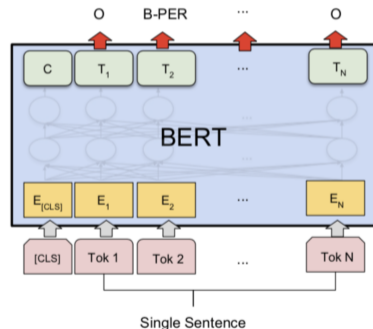 O B-PER ... O
C T1 T2 ... TN
BERT
...
E[CLS] E1 E2 ... EN
[CLS] Tok 1 Tok 2 ... Tok N
Single Sentence